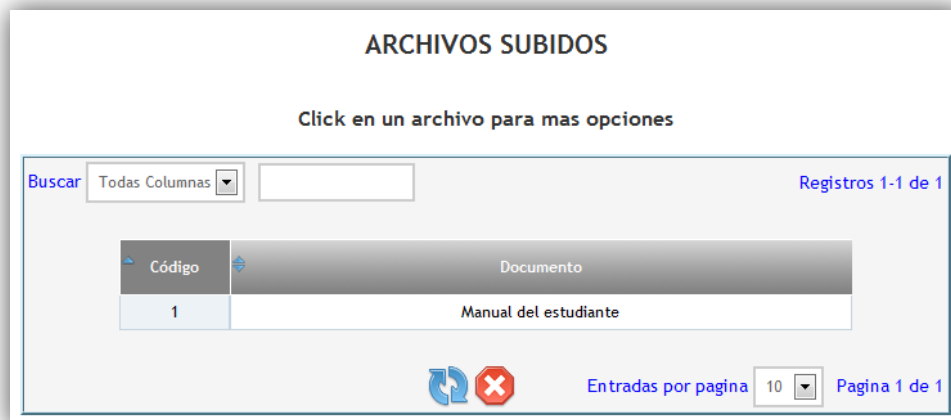 ARCHIVOS SUBIDOS
Click en un archivo para mas opciones
Buscar Todas Columnas Registros 1-1 de 1
Código Documento
1 Manual del estudiante
Entradas por pagina 10 Pagina 1 de 1